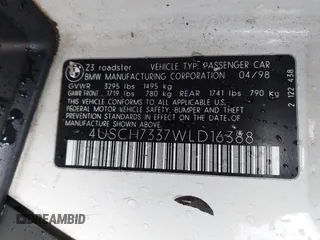 Z3 roadster VEHICLE TYP: PASSENGER CAR
BMW MANUFACTURING CORPORATION 04/98
GVWR 3295 lbs 1495 kg
GAWR FRONT: 1719 lbs 780 kg REAR 1741 lbs 790 kg
THIS VEHICLE CONFORMS TO ALL APPLICABLE U.S.
FEDERAL MOTOR VEHICLE SAFETY, BUMPER, AND THEFT
PREVENTION STANDARDS IN EFFECT ON THE DATE OF
MANUFACTURE SHOWN ABOVE.
*4USCH7337WLD16388*
2 122 438
DREAMBID